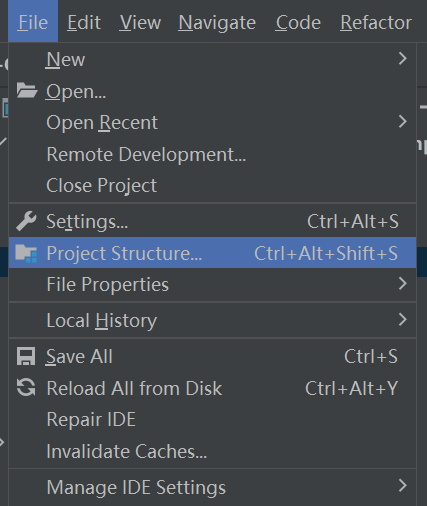 File Edit View Navigate Code Refactor
New
Open...
Open Recent
Remote Development...
Close Project
Settings... Ctrl+Alt+S
Project Structure... Ctrl+Alt+Shift+S
File Properties
Local History
Save All Ctrl+S
Reload All from Disk Ctrl+Alt+Y
Repair IDE
Invalidate Caches...
Manage IDE Settings